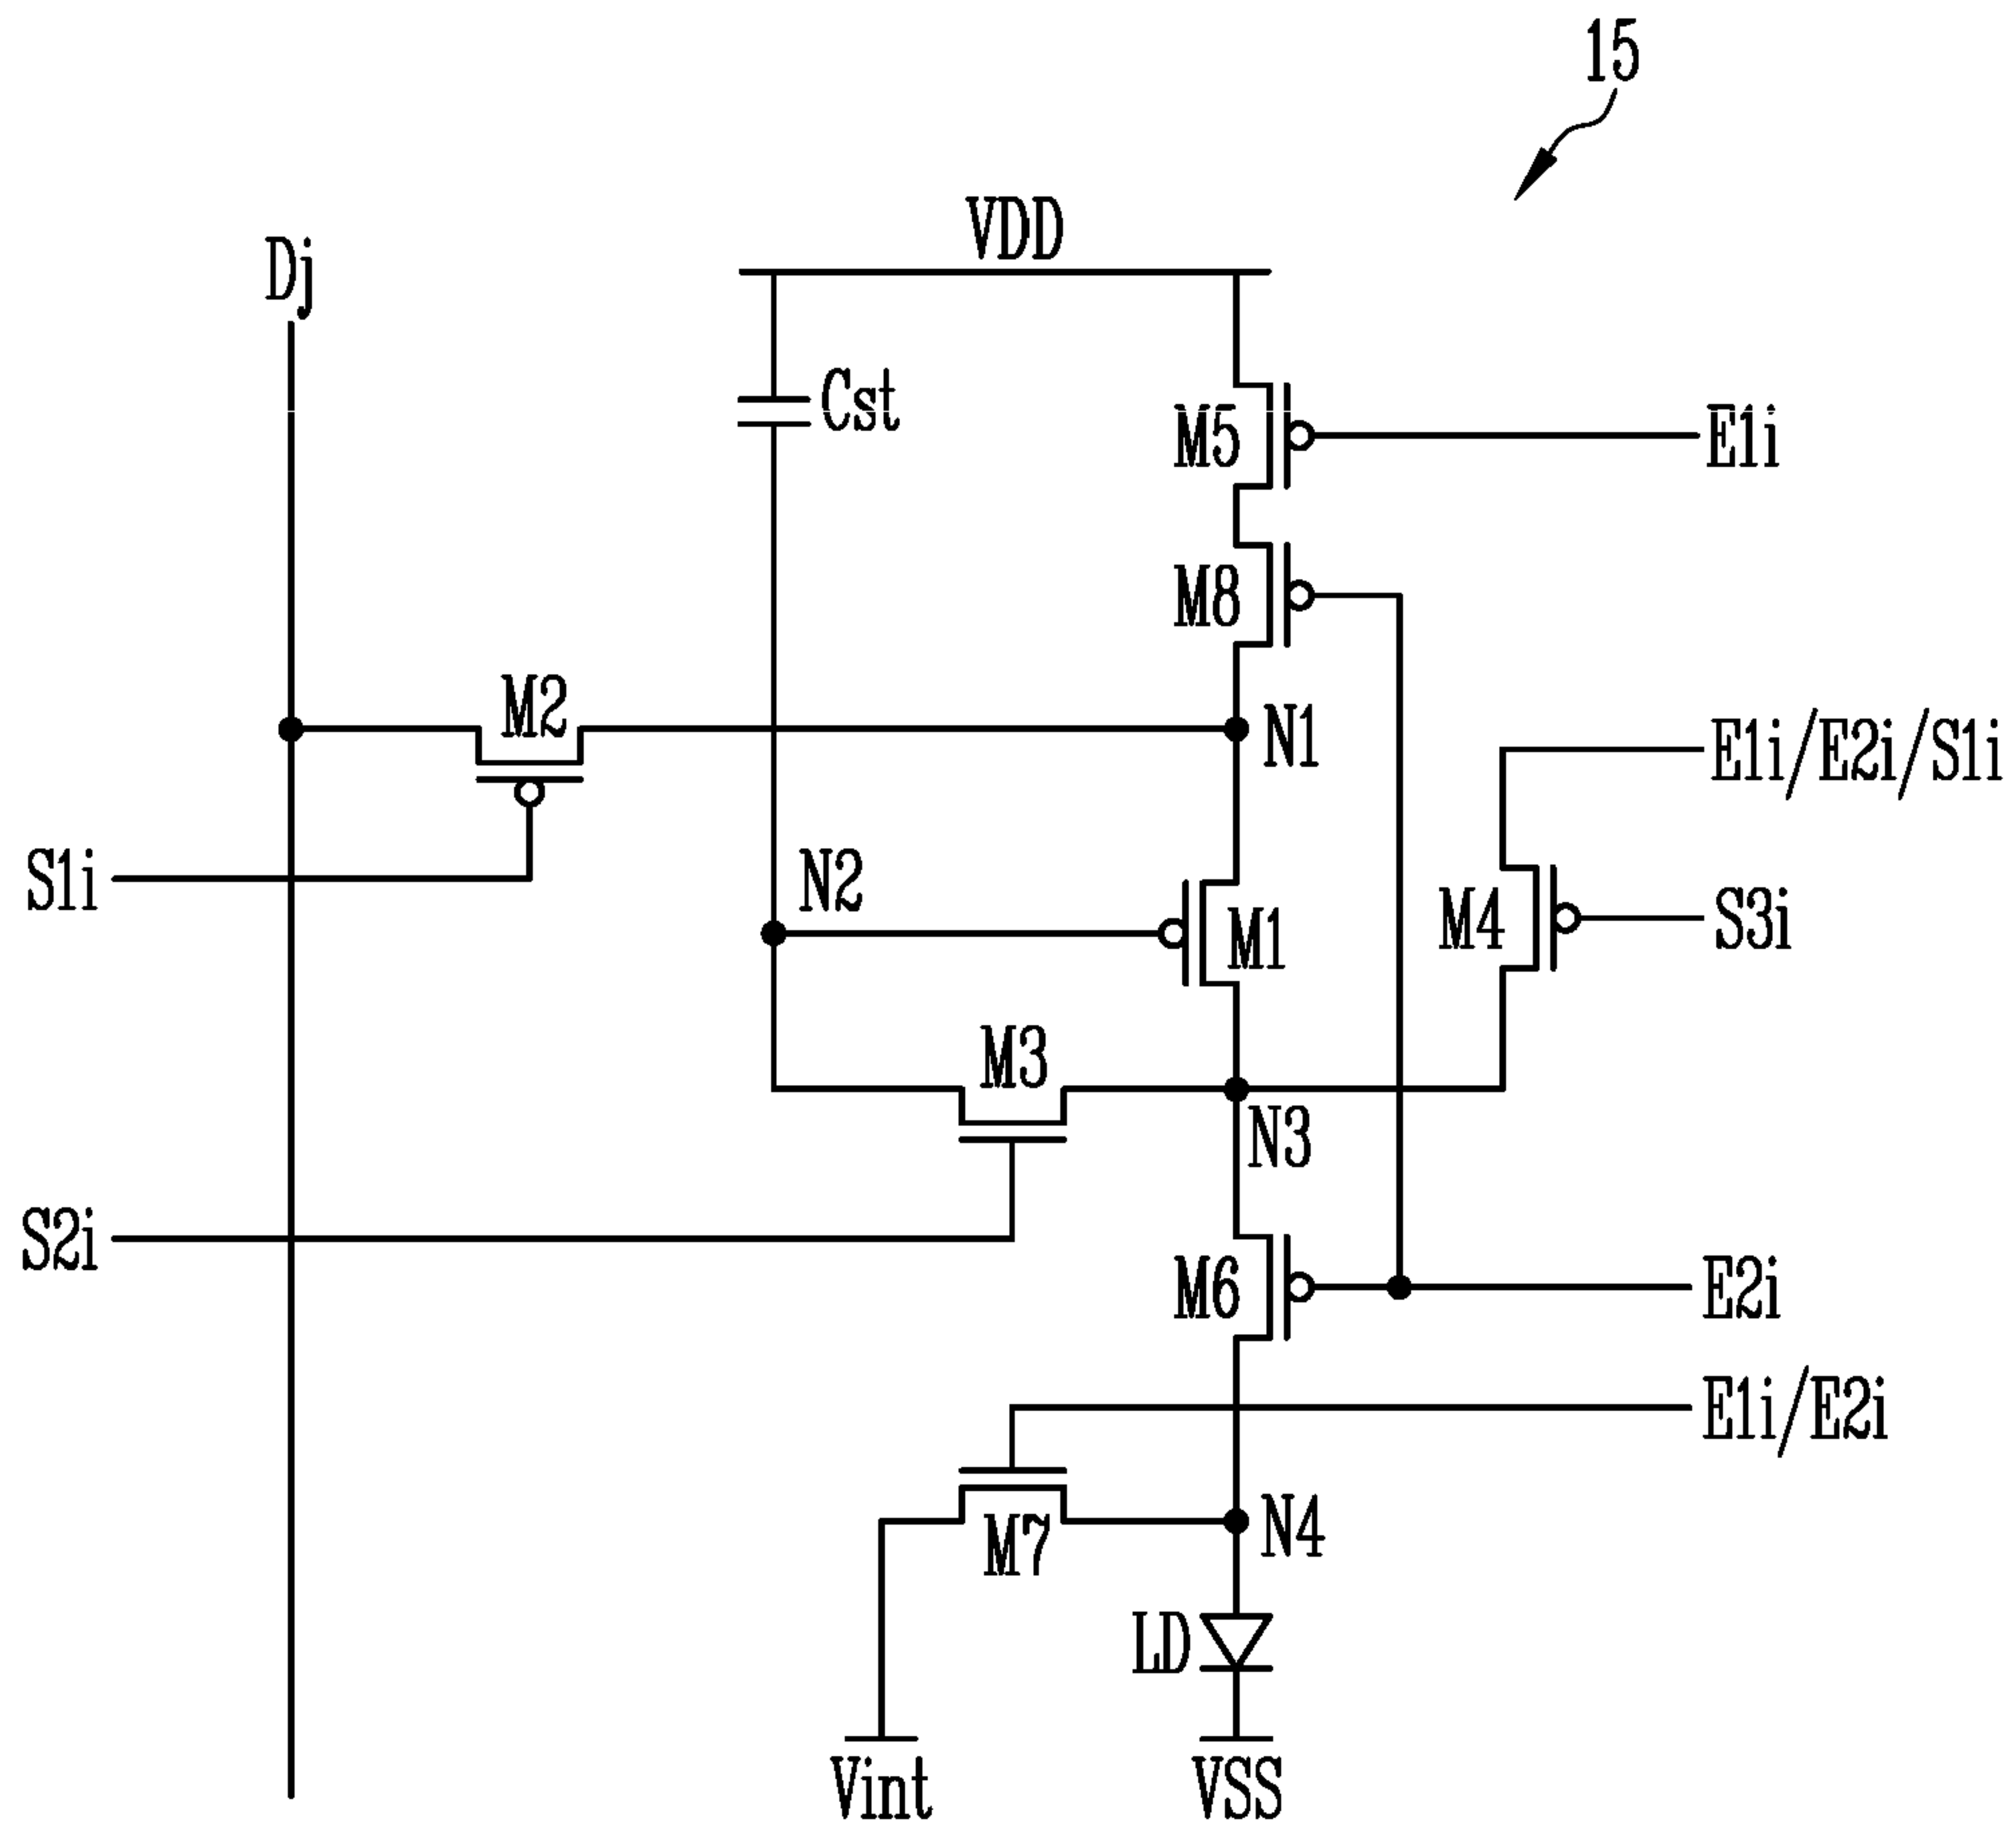 15
VDD
Dj
Cst
M5
E1i
M8
M2
N1
E1i/E2i/S1i
S1i
N2
M1
M4
S3i
M3
N3
S2i
M6
E2i
E1i/E2i
M7
N4
LD
Vint
VSS